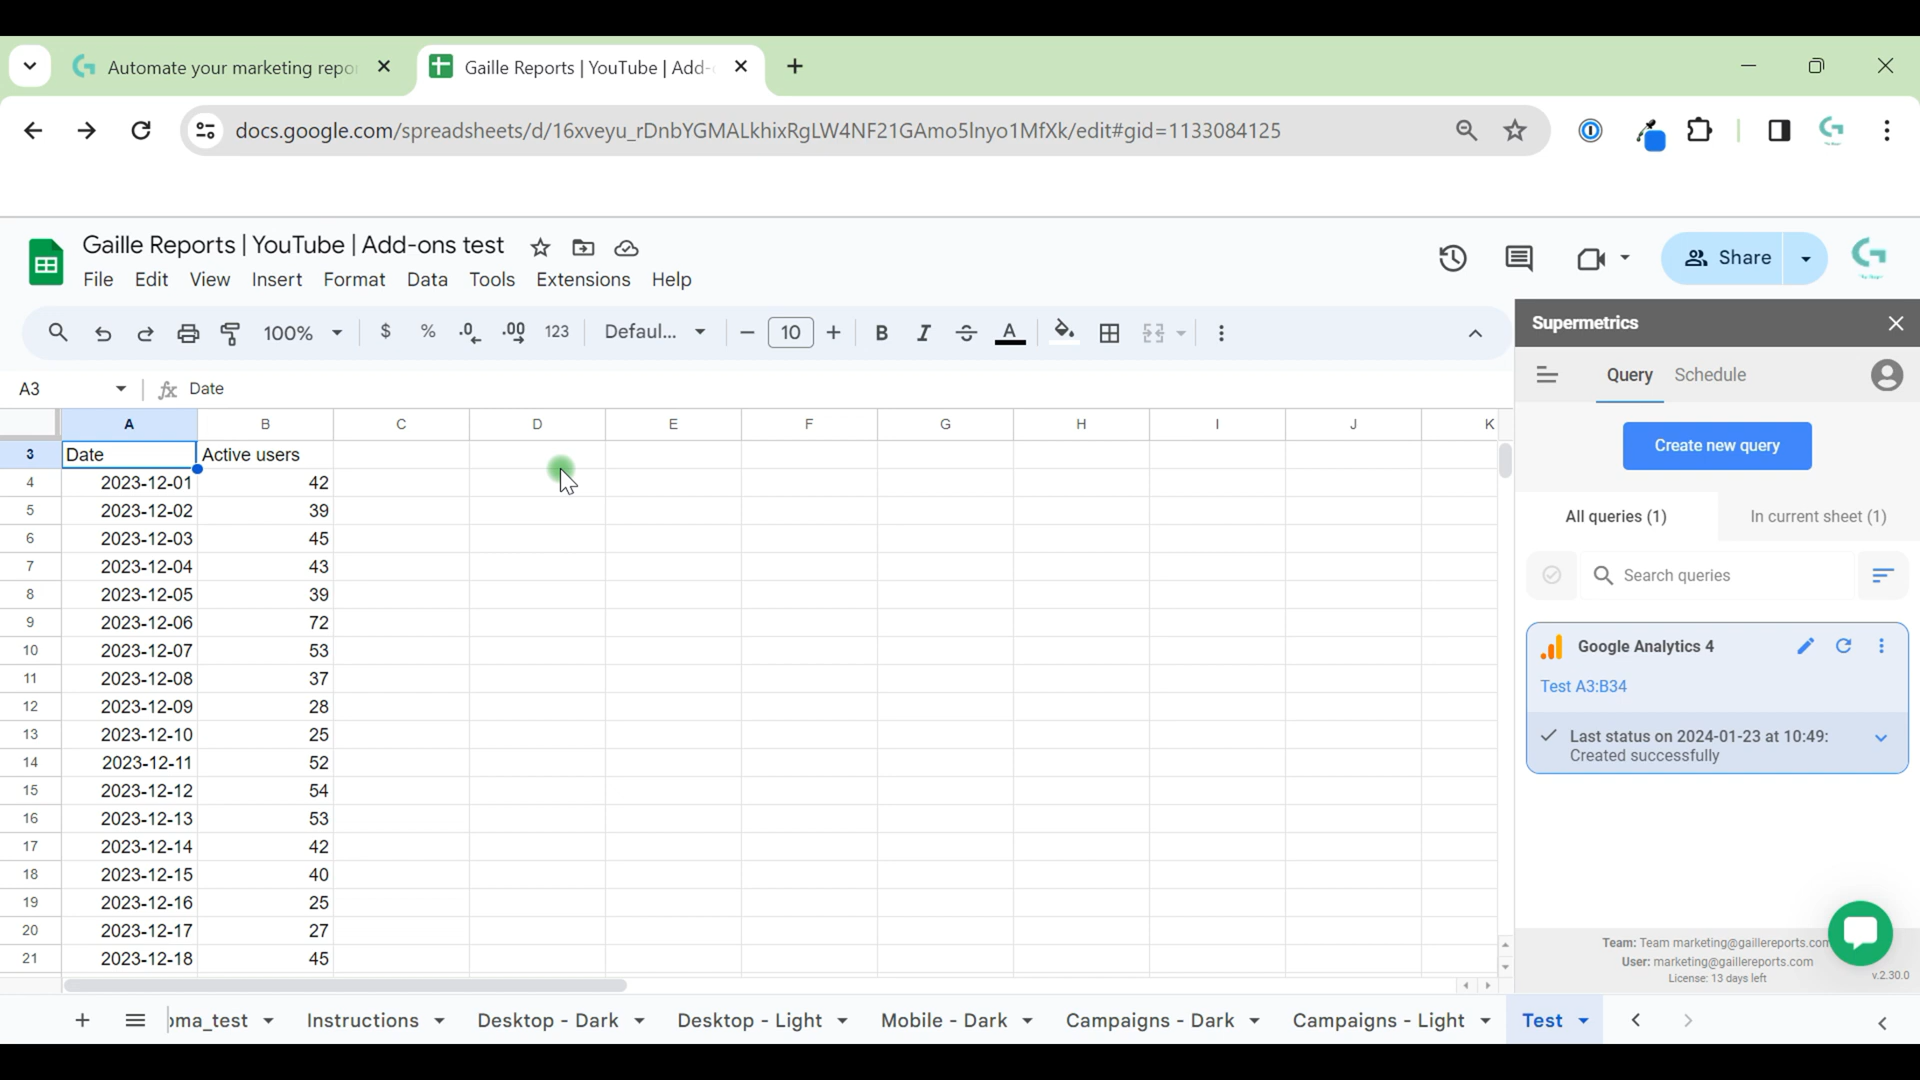 Automate your marketing repo
Gaille Reports | YouTube | Add-
docs.google.com/spreadsheets/d/16xveyu_rDnbYGMALkhixRgLW4NF21GAmo5lnyo1MfXk/edit#gid=1133084125
Gaille Reports | YouTube | Add-ons test
File Edit View Insert Format Data Tools Extensions Help
Share
100% $ % .0 .00 123 Defaul... 10 B I A
Supermetrics
Query Schedule
A3 fx Date
A B C D E F G H I J K
3 Date Active users
4 2023-12-01 42
5 2023-12-02 39
6 2023-12-03 45
7 2023-12-04 43
8 2023-12-05 39
9 2023-12-06 72
10 2023-12-07 53
11 2023-12-08 37
12 2023-12-09 28
13 2023-12-10 25
14 2023-12-11 52
15 2023-12-12 54
16 2023-12-13 53
17 2023-12-14 42
18 2023-12-15 40
19 2023-12-16 25
20 2023-12-17 27
21 2023-12-18 45
Create new query
All queries (1) In current sheet (1)
Search queries
Google Analytics 4
Test A3:B34
Last status on 2024-01-23 at 10:49:
Created successfully
Team: Team marketing@gaillereports.com
User: marketing@gaillereports.com
License: 13 days left
v.2.30.0
oma_test Instructions Desktop - Dark Desktop - Light Mobile - Dark Campaigns - Dark Campaigns - Light Test